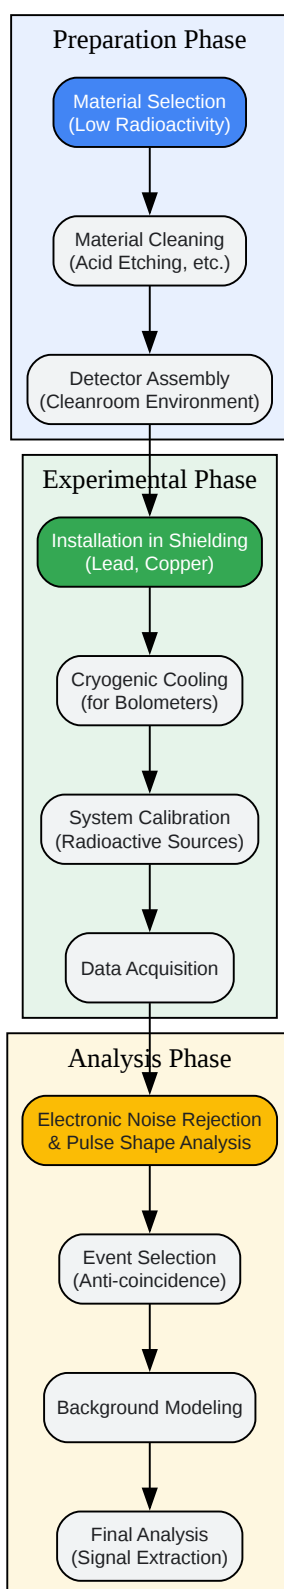 Preparation Phase
Material Selection
(Low Radioactivity)
Material Cleaning
(Acid Etching, etc.)
Detector Assembly
(Cleanroom Environment)
Experimental Phase
Installation in Shielding
(Lead, Copper)
Cryogenic Cooling
(for Bolometers)
System Calibration
(Radioactive Sources)
Data Acquisition
Analysis Phase
Electronic Noise Rejection
& Pulse Shape Analysis
Event Selection
(Anti-coincidence)
Background Modeling
Final Analysis
(Signal Extraction)